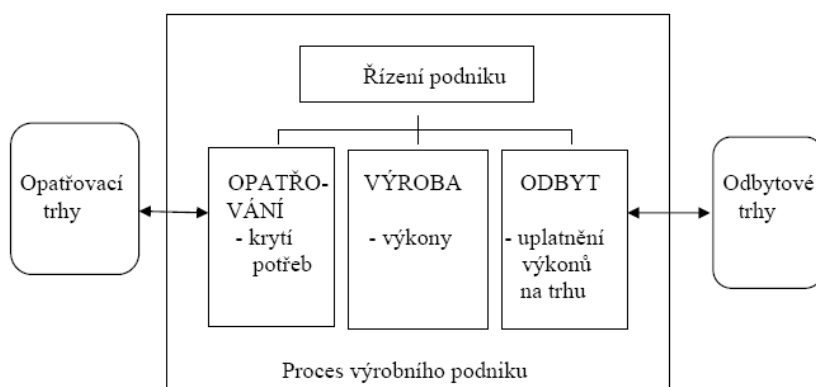 Řízení podniku
Opatřovací
trhy
OPATŘO-
VÁNÍ
- krytí
potřeb
VÝROBA
- výkony
ODBYT
- uplatnění
výkonů
na trhu
Odbytové
trhy
Proces výrobního podniku